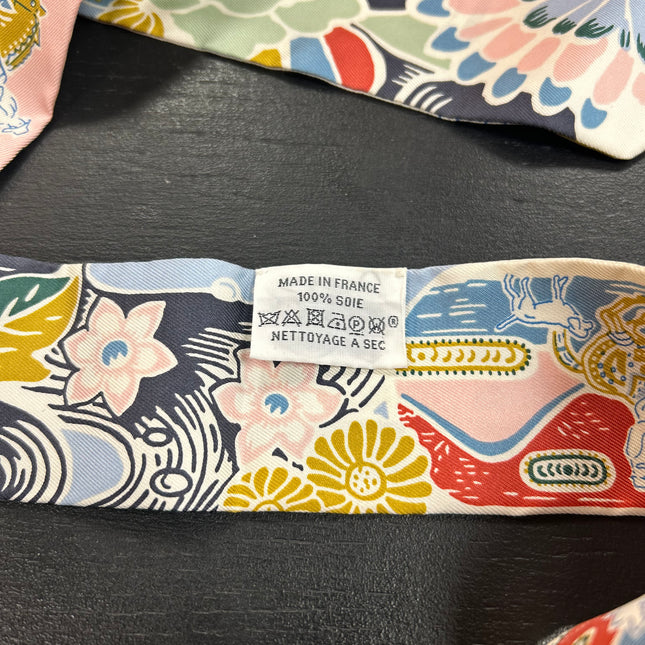 MADE IN FRANCE
100% SOIE
®
NETTOYAGE A SEC